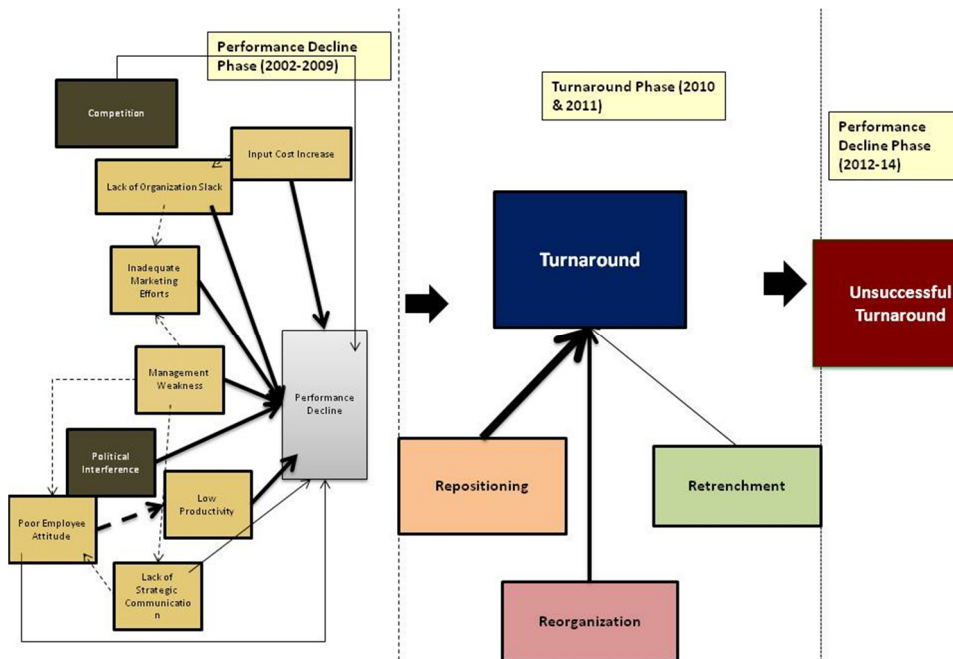 Performance Decline
Phase (2002-2009)
Competition
Input Cost Increase
Lack of Organization Slack
Inadequate
Marketing
Efforts
Management
Weakness
Performance
Decline
Political
Interference
Low
Productivity
Poor Employee
Attitude
Lack of
Strategic
Communicatio
n
Turnaround Phase (2010
& 2011)
Turnaround
Repositioning
Retrenchment
Reorganization
Performance
Decline Phase
(2012-14)
Unsuccessful
Turnaround